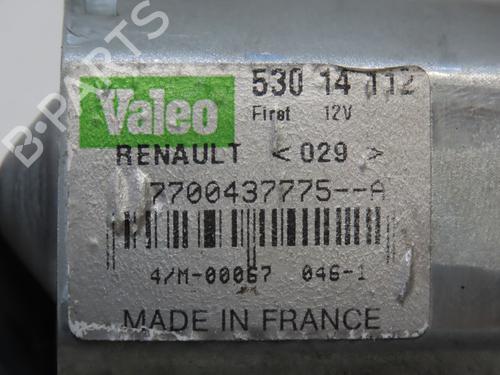 B-PARTS
Valeo 530 14 112
Firet 12V
RENAULT < 029 >
7700437775--A
4/M-00067 046-1
MADE IN FRANCE